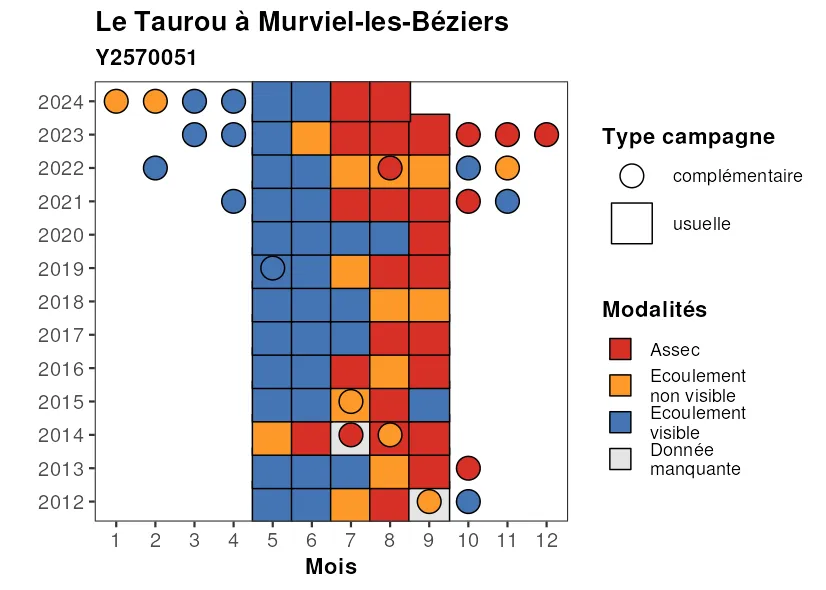 Le Taurou à Murviel-les-Béziers
Y2570051
2024
2023
2022
2021
2020
2019
2018
2017
2016
2015
2014
2013
2012
1 2 3 4 5 6 7 8 9 10 11 12
Mois
Type campagne
complémentaire
usuelle
Modalités
Assec
Ecoulement
non visible
Ecoulement
visible
Donnée
manquante